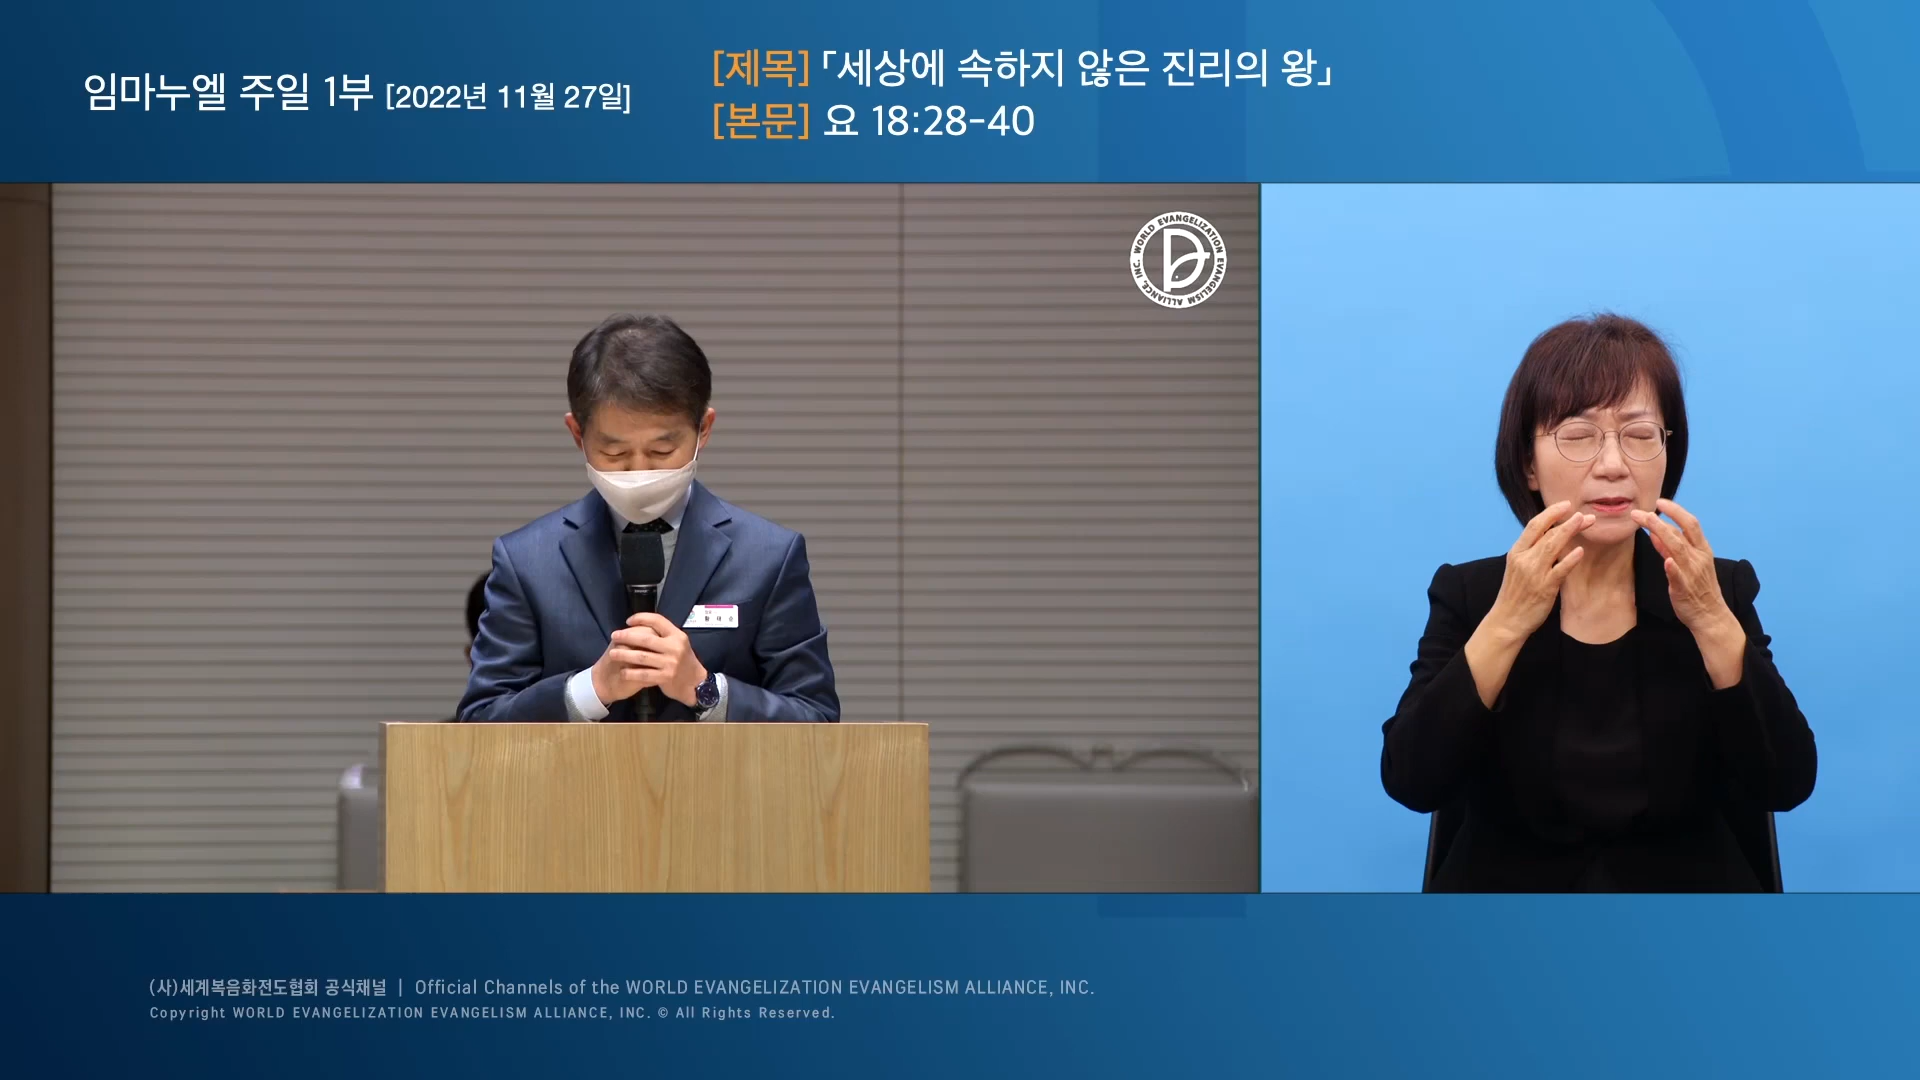 임마누엘 주일 1부 [2022년 11월 27일]
[제목] 「세상에 속하지 않은 진리의 왕」
[본문] 요 18:28-40
WORLD EVANGELIZATION EVANGELISM ALLIANCE, INC.
(사)세계복음화전도협회 공식채널 | Official Channels of the WORLD EVANGELIZATION EVANGELISM ALLIANCE, INC.
Copyright WORLD EVANGELIZATION EVANGELISM ALLIANCE, INC. © All Rights Reserved.